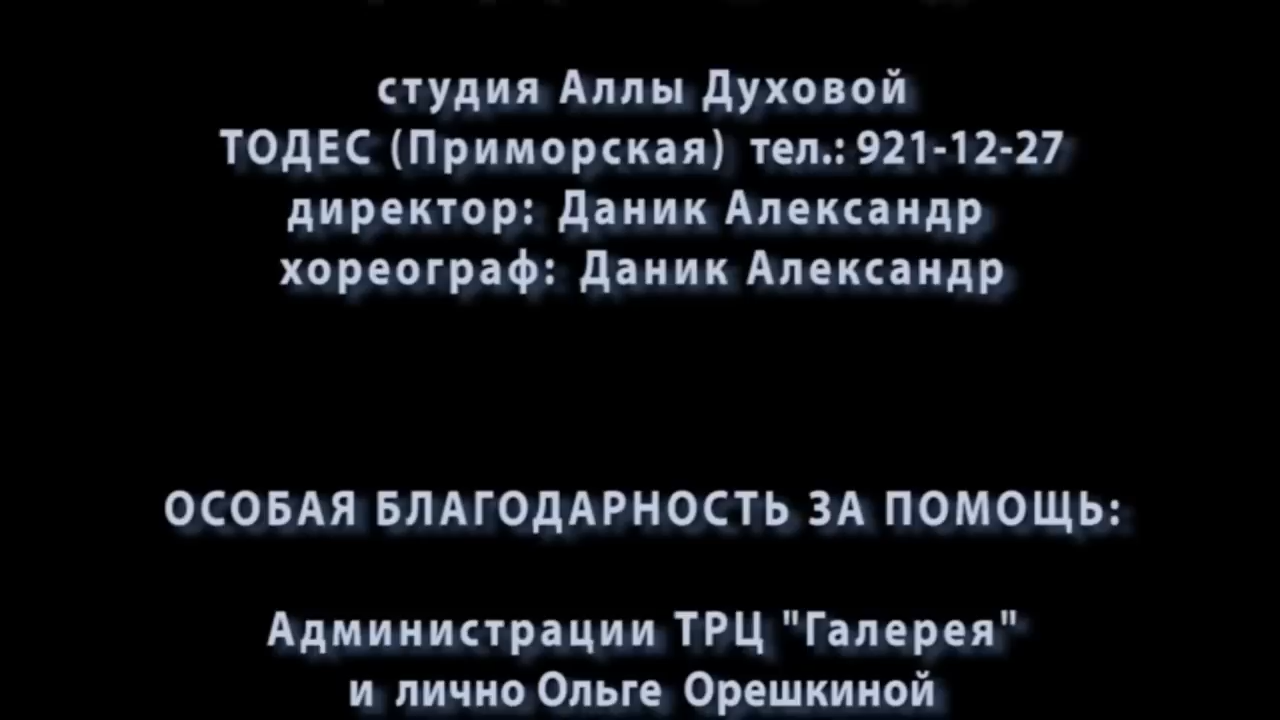 студия Аллы Духовой
ТОДЕС (Приморская) тел.: 921-12-27
директор: Даник Александр
хореограф: Даник Александр
ОСОБАЯ БЛАГОДАРНОСТЬ ЗА ПОМОЩЬ:
Администрации ТРЦ "Галерея"
и лично Ольге Орешкиной